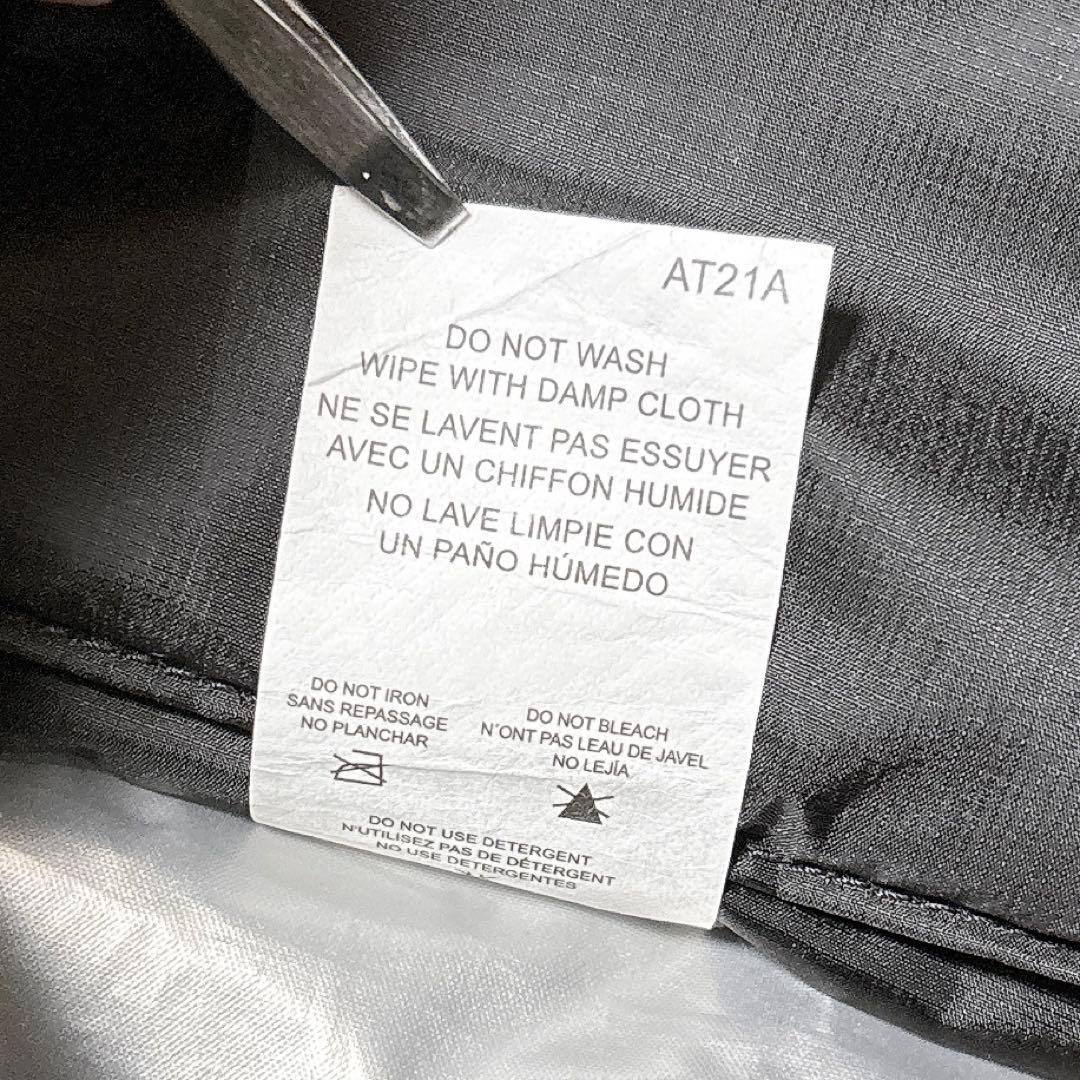 AT21A
DO NOT WASH
WIPE WITH DAMP CLOTH
NE SE LAVENT PAS ESSUYER
AVEC UN CHIFFON HUMIDE
NO LAVE LIMPIE CON
UN PAÑO HÚMEDO
DO NOT IRON
SANS REPASSAGE
NO PLANCHAR
DO NOT BLEACH
N'ONT PAS LEAU DE JAVEL
NO LEJÍA
DO NOT USE DETERGENT
N'UTILISEZ PAS DE DÉTERGENT
NO USE DETERGENTES